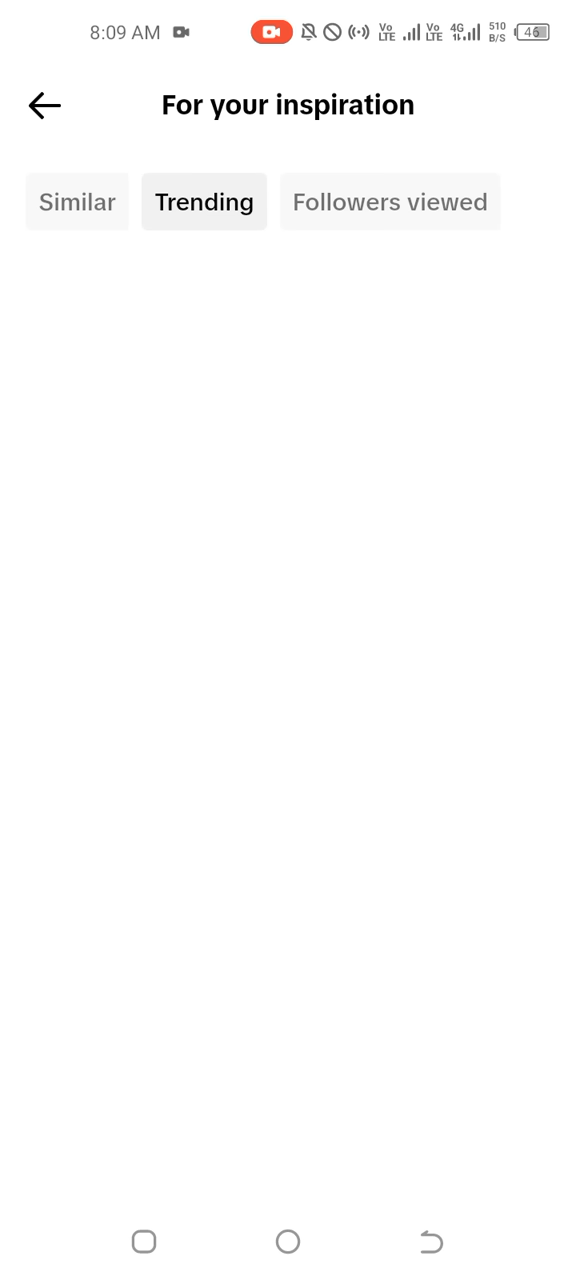 8:09 AM
Vo LTE Vo LTE 4G 510 B/S 46
For your inspiration
Similar Trending Followers viewed